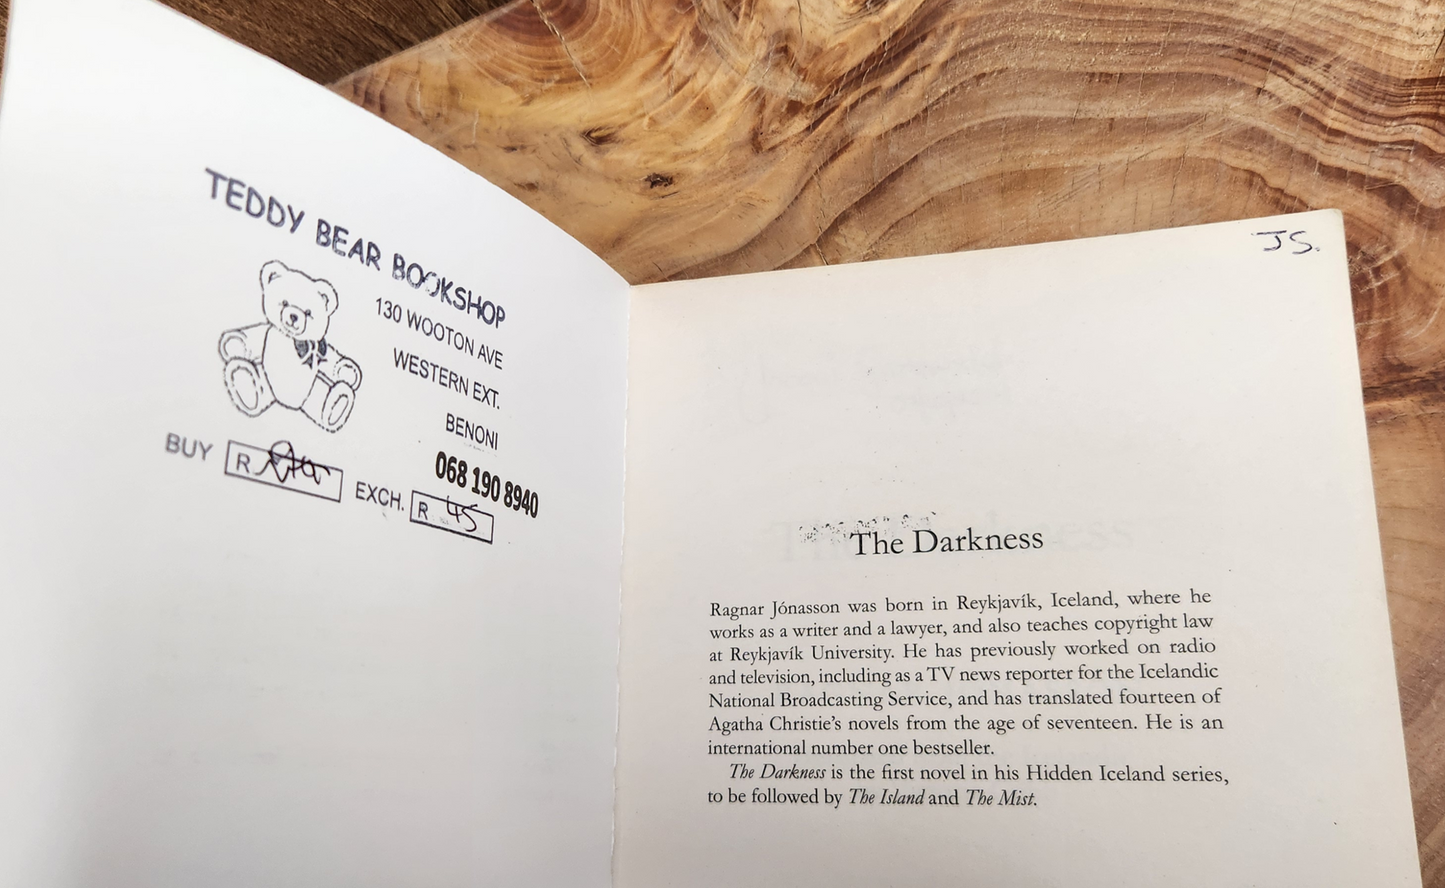 TEDDY BEAR BOOKSHOP
130 WOOTON AVE
WESTERN EXT.
BENONI
068 190 8940
BUY R
EXCH. R 45
JS.
The Darkness
Ragnar Jónasson was born in Reykjavík, Iceland, where he
works as a writer and a lawyer, and also teaches copyright law
at Reykjavík University. He has previously worked on radio
and television, including as a TV news reporter for the Icelandic
National Broadcasting Service, and has translated fourteen of
Agatha Christie's novels from the age of seventeen. He is an
international number one bestseller.
The Darkness is the first novel in his Hidden Iceland series,
to be followed by The Island and The Mist.